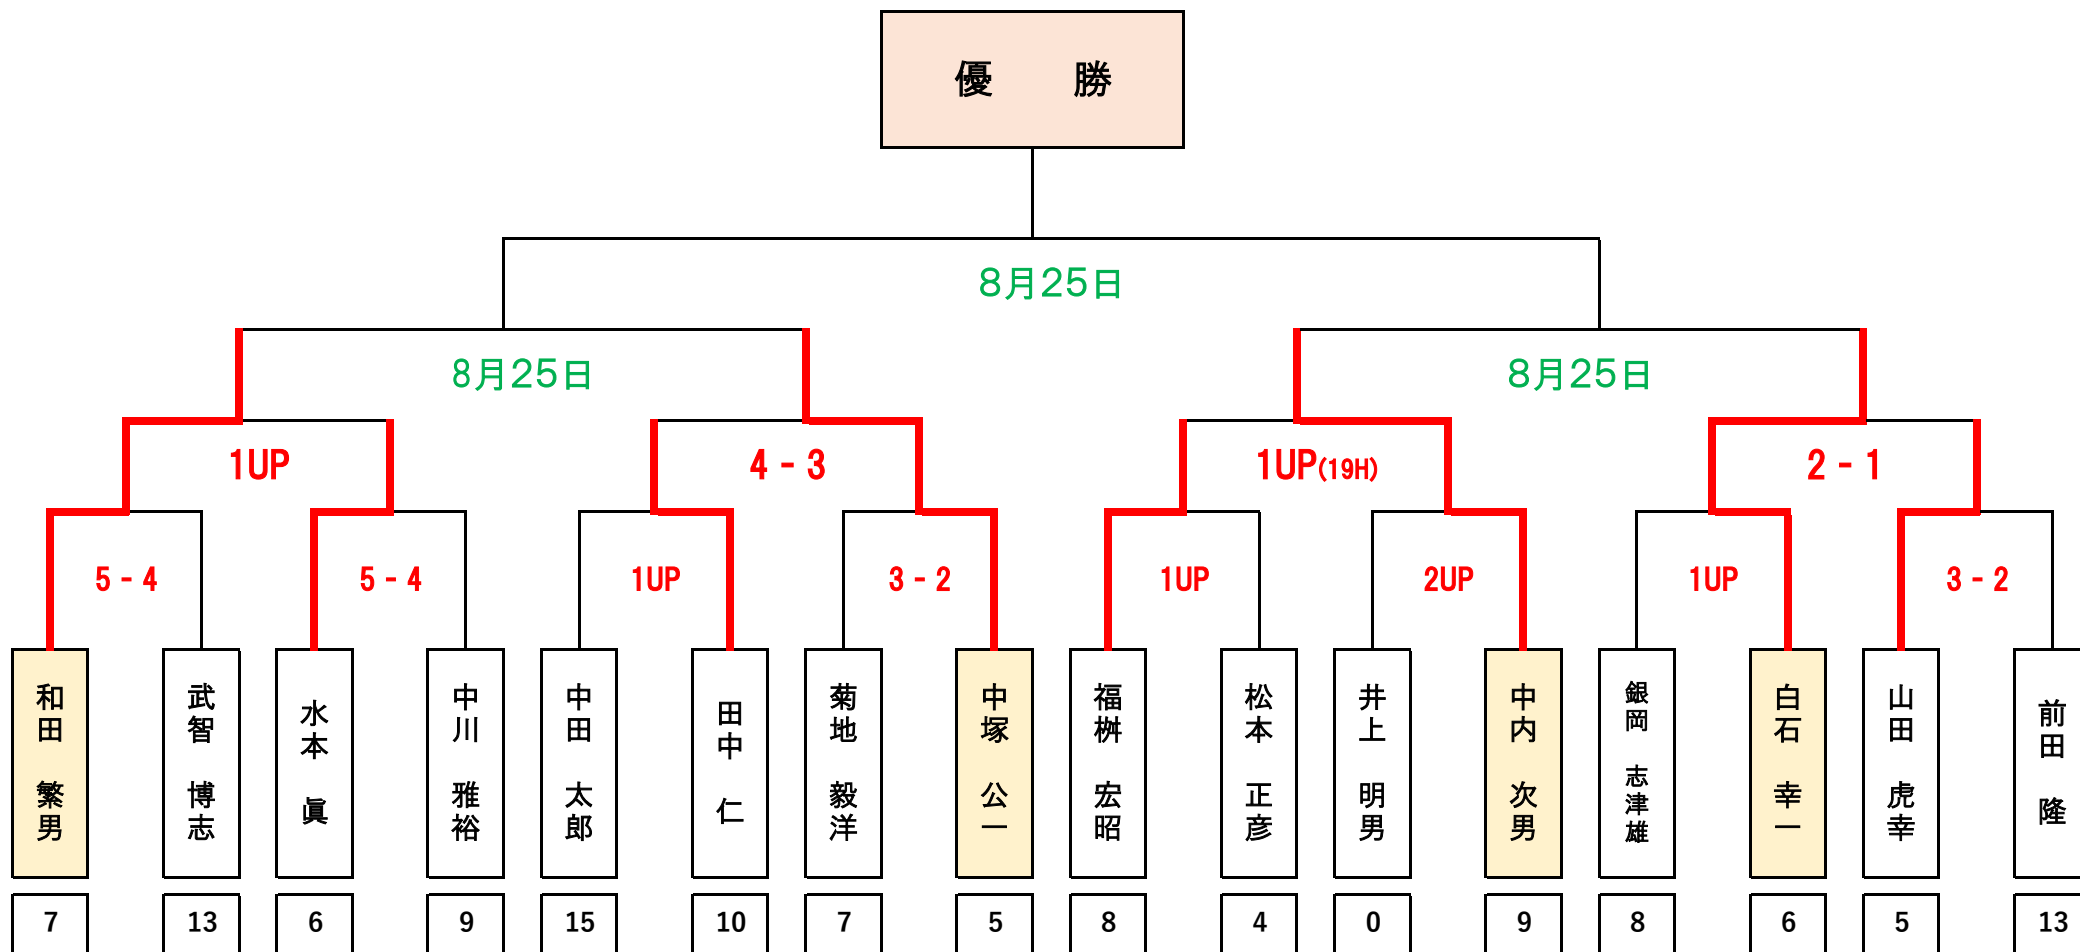 優　勝
8月25日
8月25日
8月25日
1UP
4 - 3
1UP(19H)
2 - 1
5 - 4
5 - 4
1UP
3 - 2
1UP
2UP
1UP
3 - 2
和田　繁男
武智　博志
水本　眞
中川　雅裕
中田　太郎
田中　仁
菊地　毅洋
中塚　公一
福桝　宏昭
松本　正彦
井上　明男
中内　次男
銀岡　志津雄
白石　幸一
山田　虎幸
前田　隆
7
13
6
9
15
10
7
5
8
4
0
9
8
6
5
13